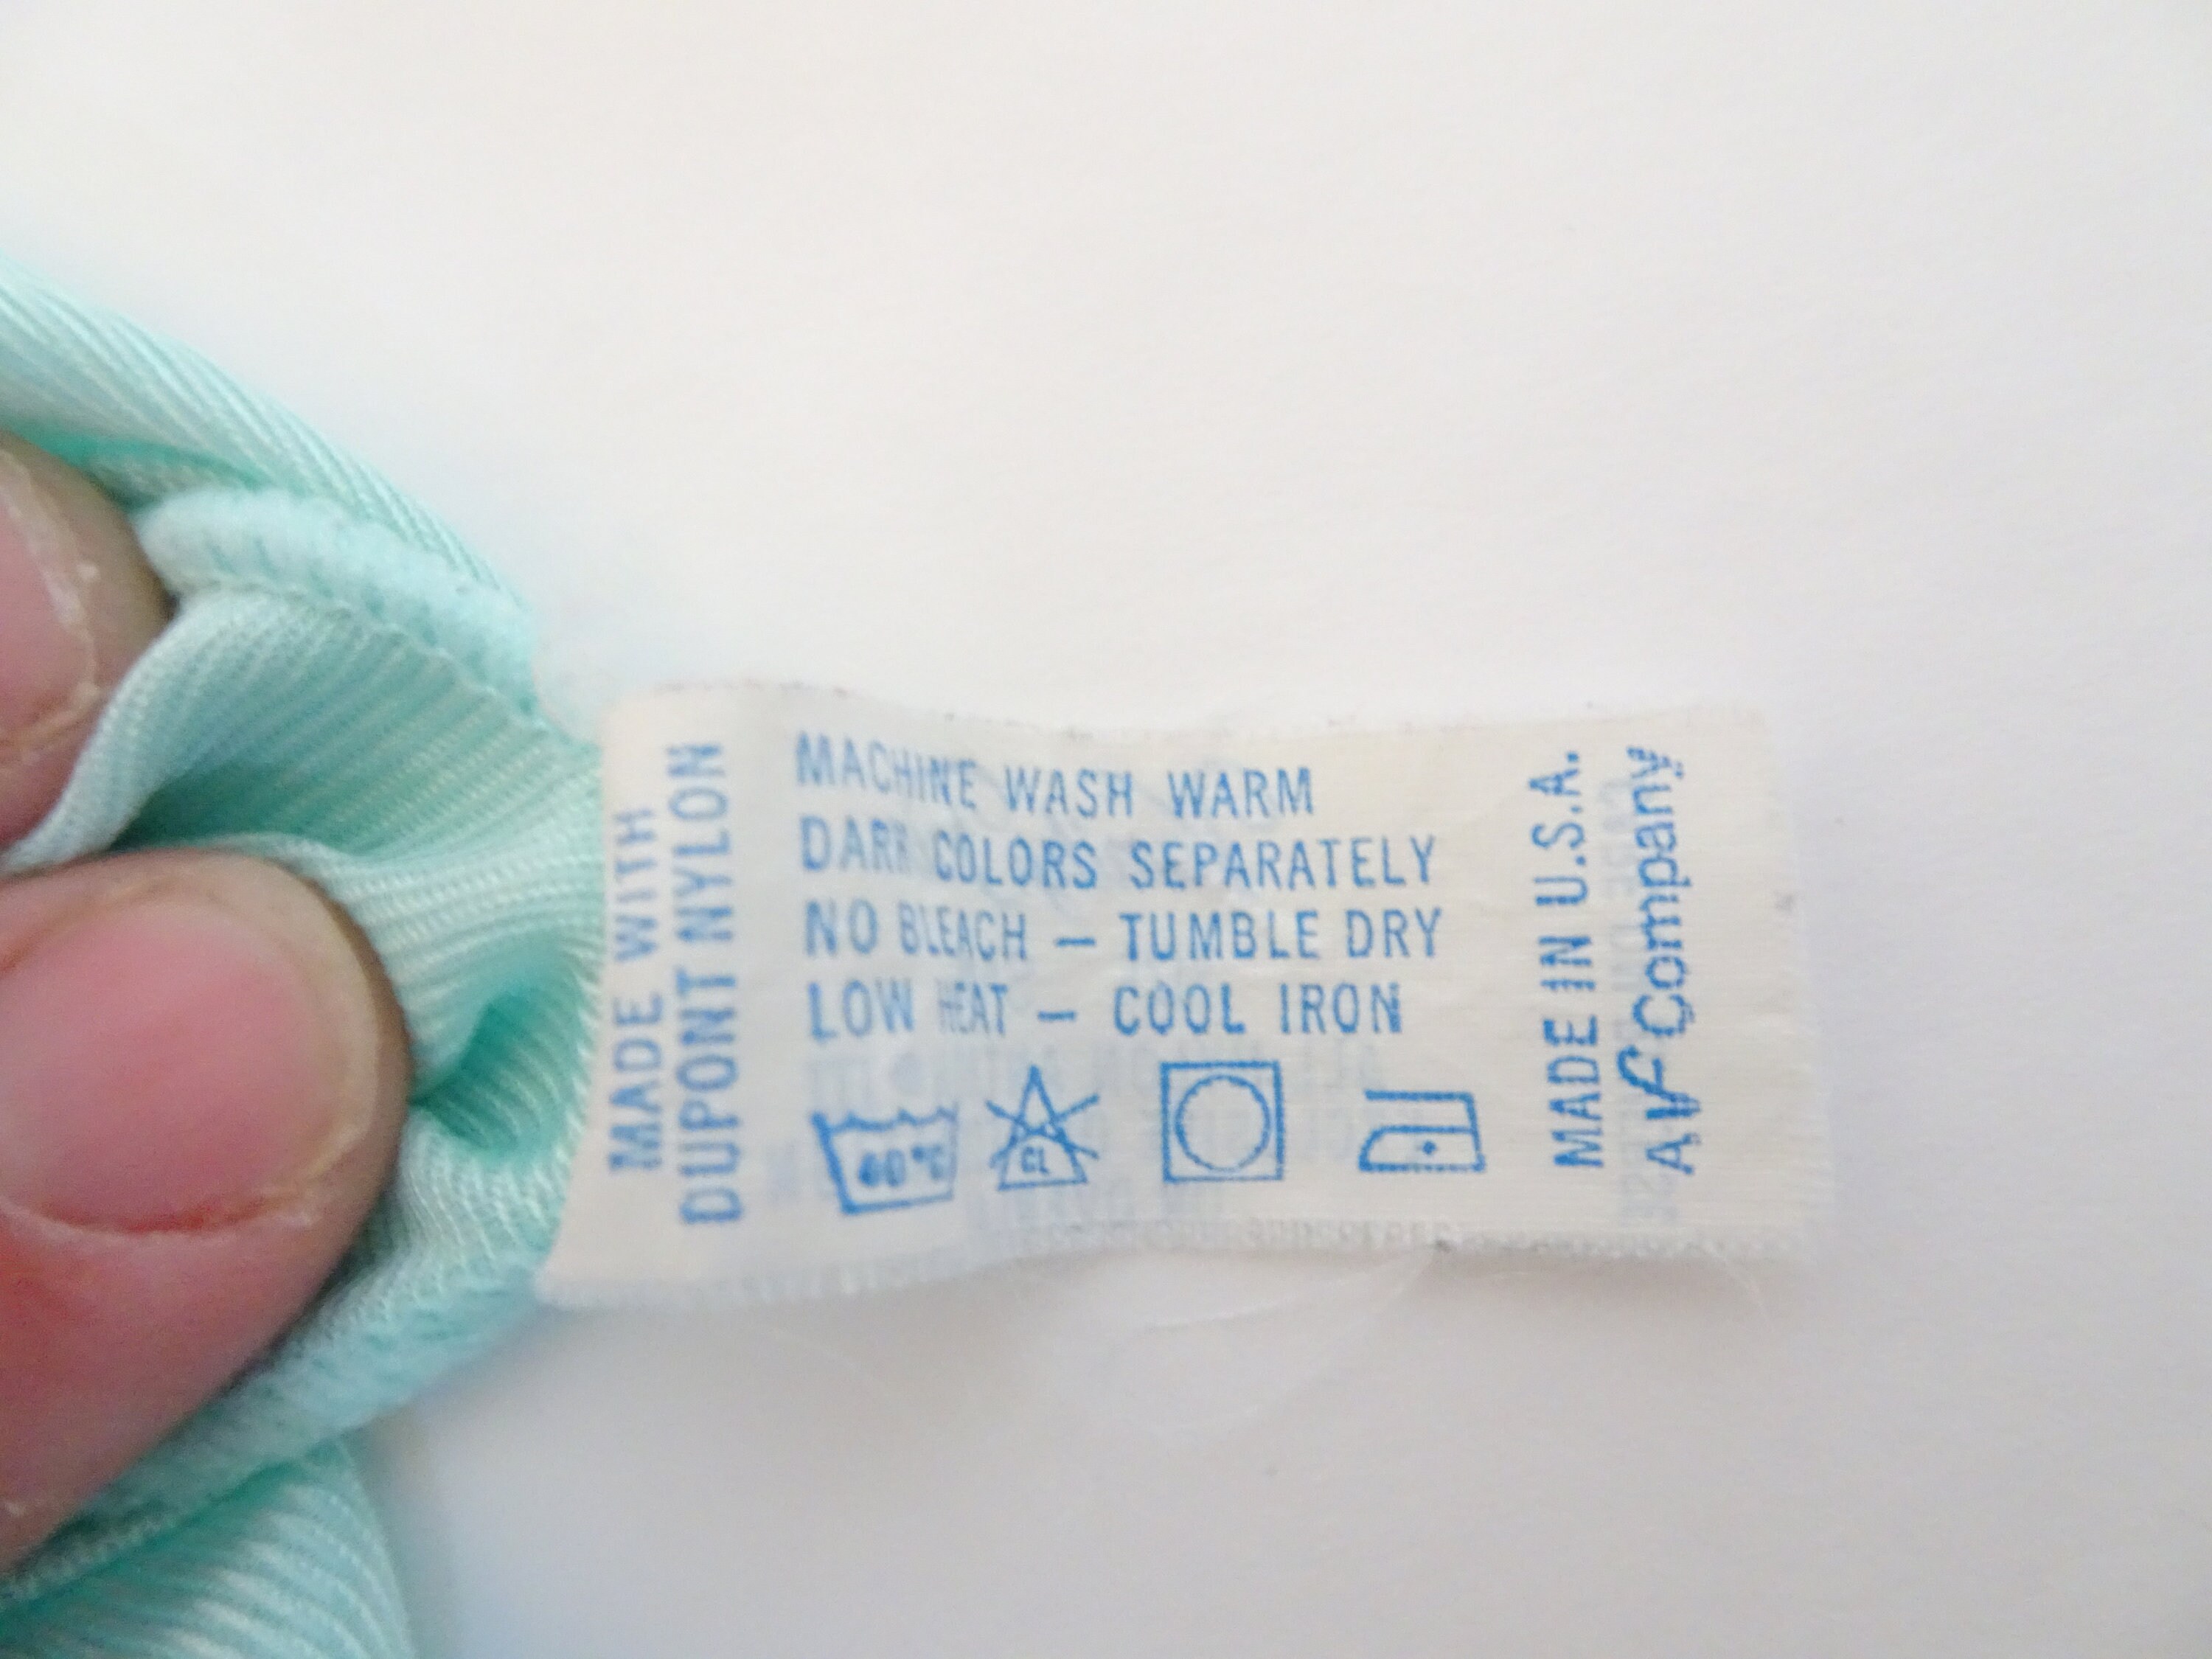 MADE WITH
DUPONT NYLON
MACHINE WASH WARM
DARK COLORS SEPARATELY
NO BLEACH – TUMBLE DRY
LOW HEAT – COOL IRON
CL
MADE IN U.S.A.
A VF Company